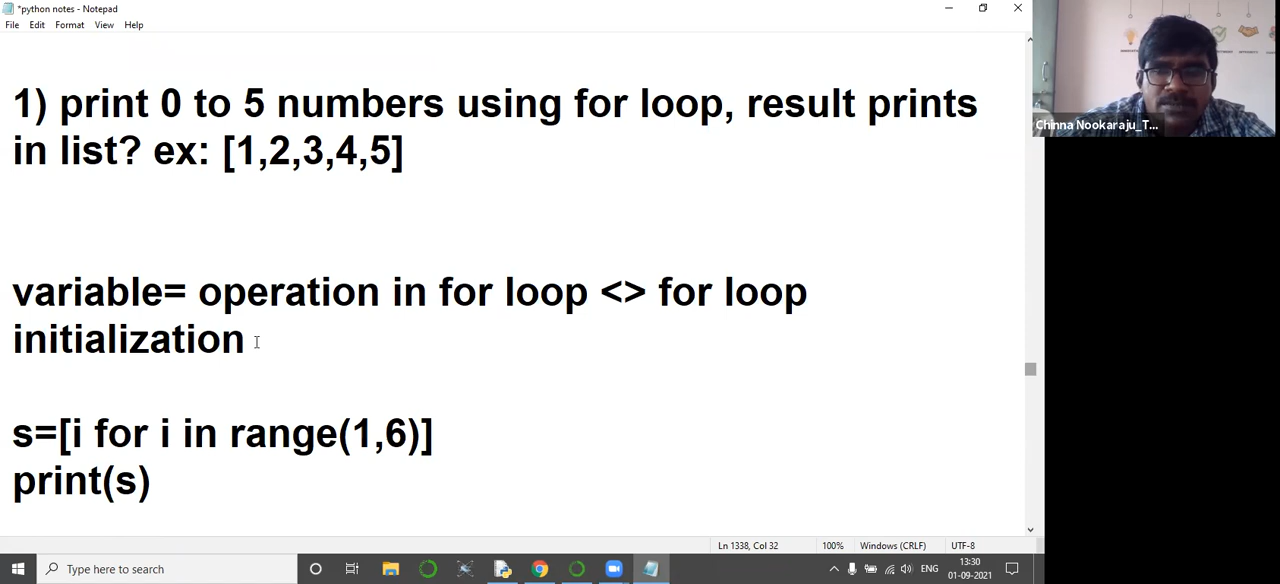 *python notes - Notepad
File Edit Format View Help
1) print 0 to 5 numbers using for loop, result prints
in list? ex: [1,2,3,4,5]
variable= operation in for loop <> for loop
initialization
s=[i for i in range(1,6)]
print(s)
Chinna Nookaraju_T...
Ln 1338, Col 32 100% Windows (CRLF) UTF-8
Type here to search
ENG
13:30
01-09-2021